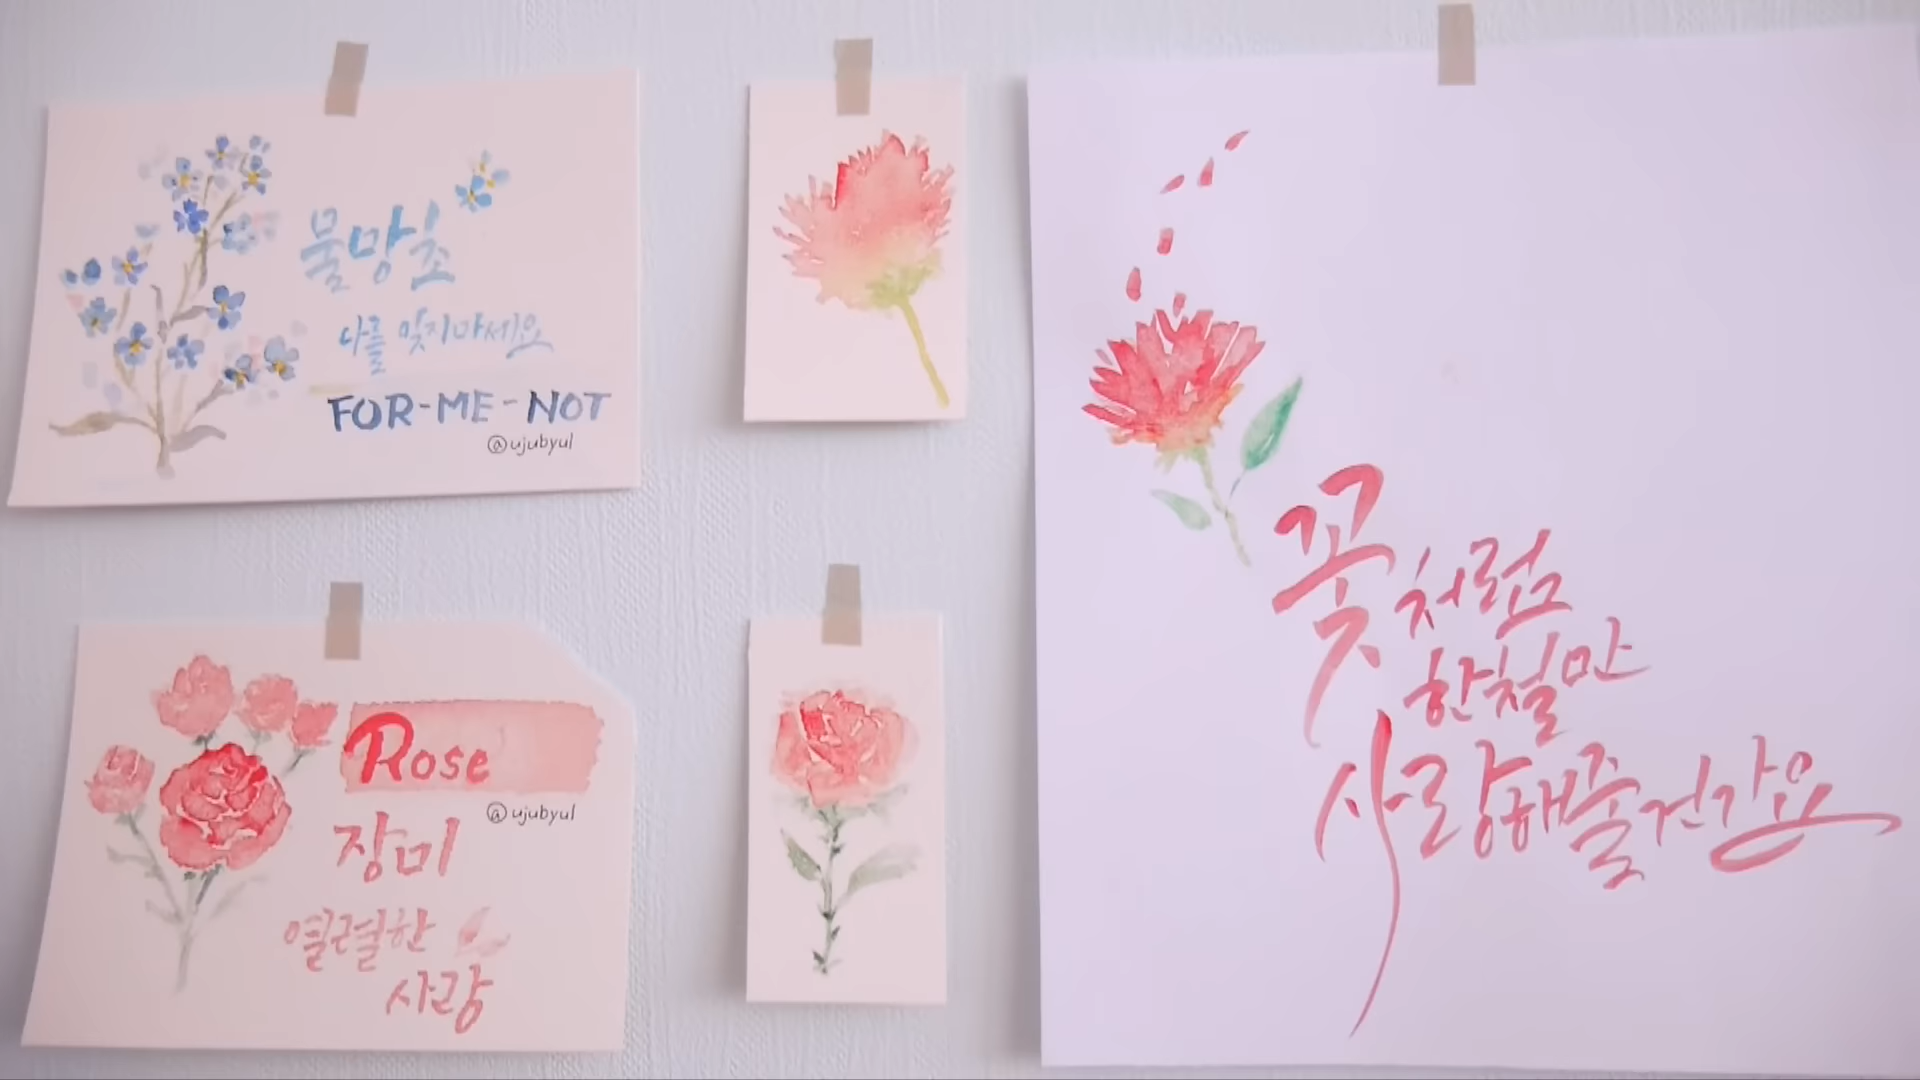 물망초
나를 잊지마세요
FOR-ME-NOT
@ujubyul
Rose
@ujubyul
장미
열렬한
사랑
꽃처럼
한철만
사랑해줄건가요